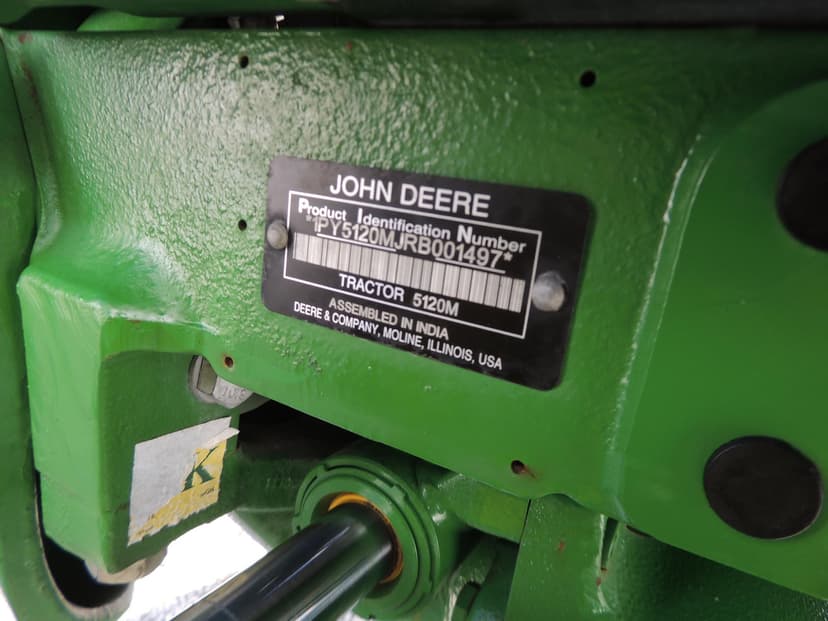 JOHN DEERE
Product Identification Number
*1PY5120MJRB001497*
TRACTOR 5120M
ASSEMBLED IN INDIA
DEERE & COMPANY, MOLINE, ILLINOIS, USA
K